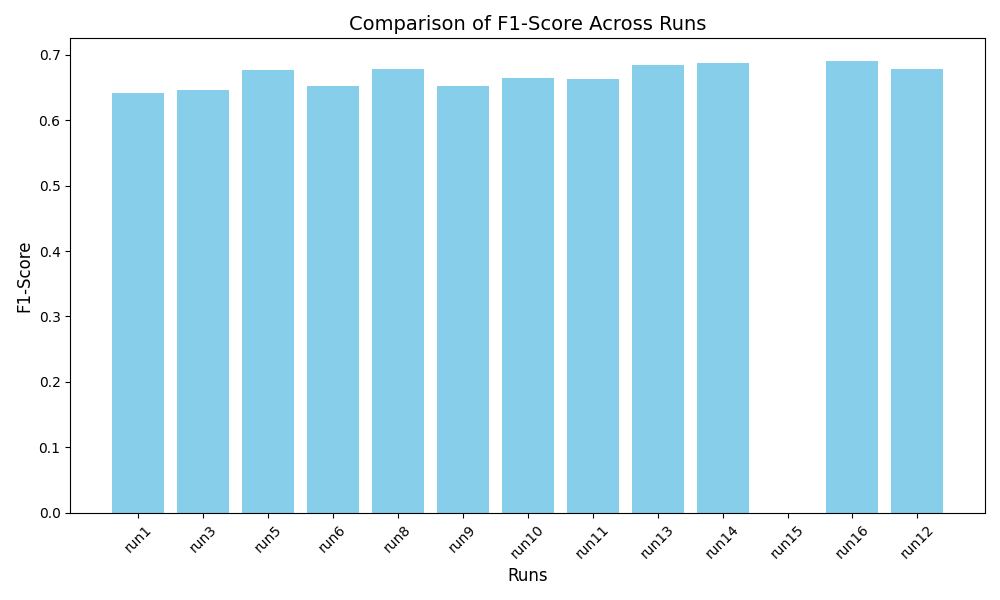 Comparison of F1-Score Across Runs
F1-Score
0.7
0.6
0.5
0.4
0.3
0.2
0.1
0.0
run1 run3 run5 run6 run8 run9 run10 run11 run13 run14 run15 run16 run12
Runs